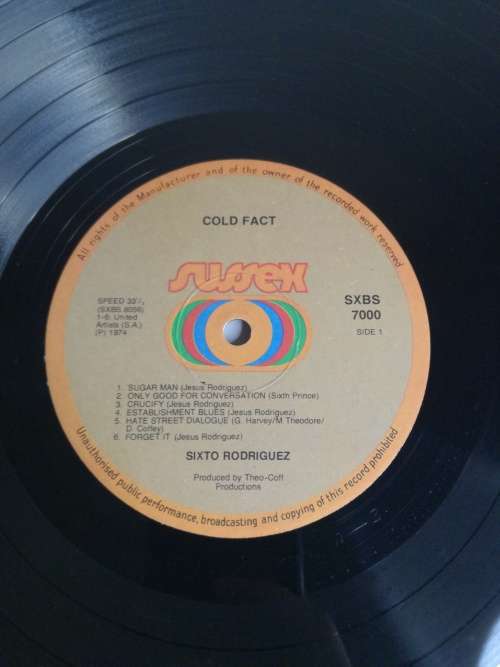 All rights of the Manufacturer and of the owner of the recorded work reserved
COLD FACT
sussex
SPEED 33⅓
(SXBS 8056)
1-6: United
Artists (S.A.)
(P) 1974
SXBS
7000
SIDE 1
1. SUGAR MAN (Jesus Rodriguez)
2. ONLY GOOD FOR CONVERSATION (Sixth Prince)
3. CRUCIFY (Jesus Rodriguez)
4. ESTABLISHMENT BLUES (Jesus Rodriguez)
5. HATE STREET DIALOGUE (G. Harvey/M.Theodore/
D. Coffey)
6. FORGET IT (Jesus Rodriguez)
SIXTO RODRIGUEZ
Produced by Theo-Coff
Productions
Unauthorised public performance, broadcasting and copying of this record prohibited